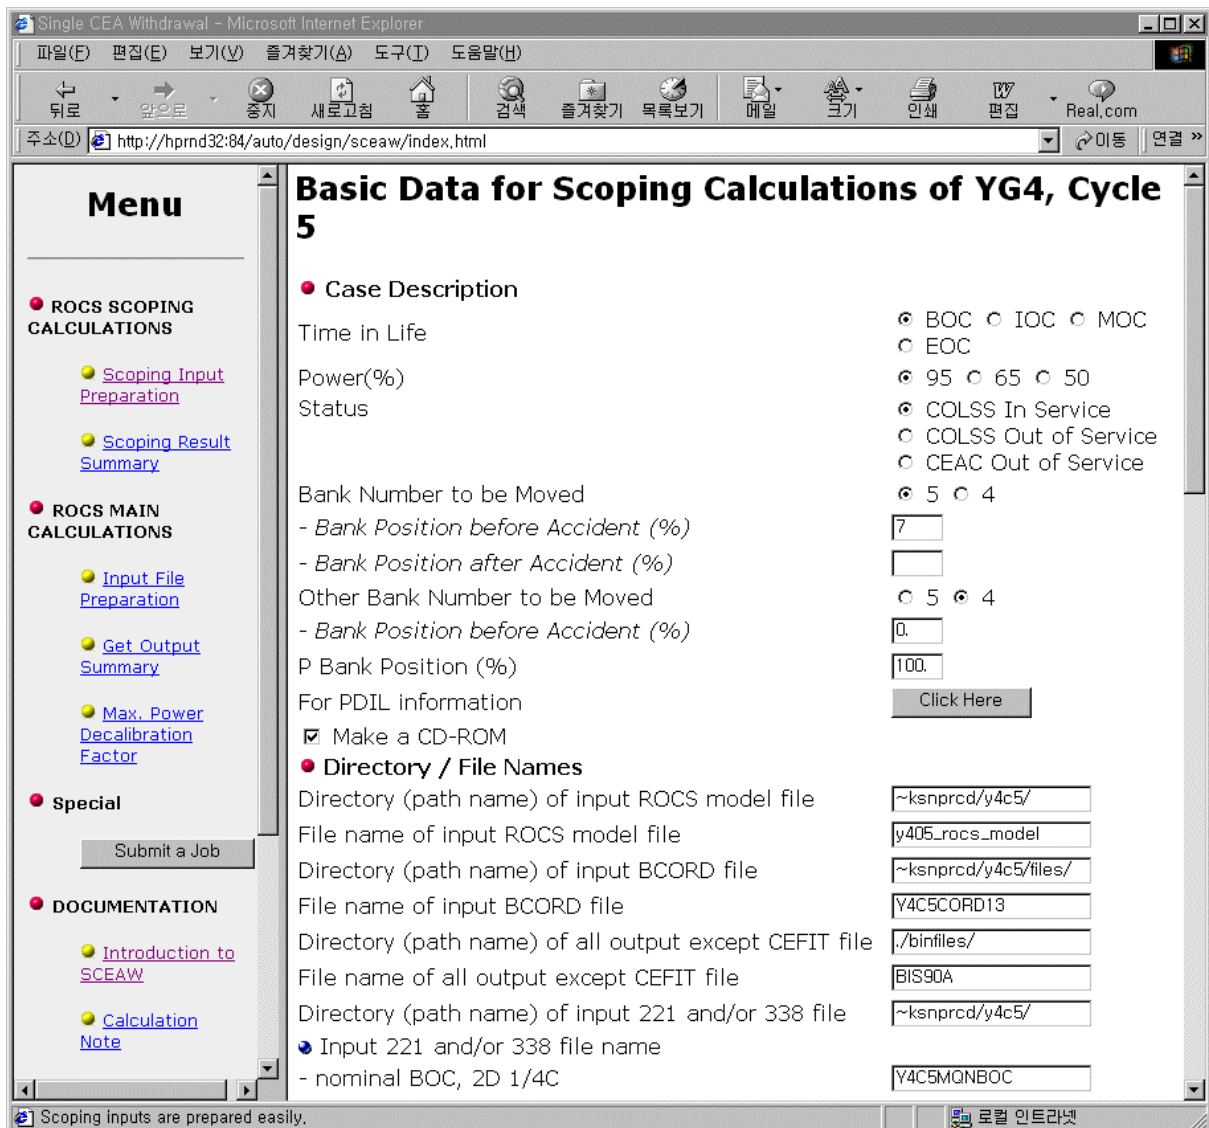 Single CEA Withdrawal - Microsoft Internet Explorer
파일(F) 편집(E) 보기(V) 즐겨찾기(A) 도구(T) 도움말(H)
뒤로 앞으로 중지 새로고침 홈 검색 즐겨찾기 목록보기 메일 크기 인쇄 편집 Real.com
주소(D) http://hprnd32:84/auto/design/sceaw/index.html 이동 연결 »
Menu
ROCS SCOPING
CALCULATIONS
Scoping Input
Preparation
Scoping Result
Summary
ROCS MAIN
CALCULATIONS
Input File
Preparation
Get Output
Summary
Max. Power
Decalibration
Factor
Special
Submit a Job
DOCUMENTATION
Introduction to
SCEAW
Calculation
Note
Basic Data for Scoping Calculations of YG4, Cycle
5
Case Description
Time in Life BOC IOC MOC
EOC
Power(%) 95 65 50
Status COLSS In Service
COLSS Out of Service
CEAC Out of Service
Bank Number to be Moved 5 4
- Bank Position before Accident (%) 7
- Bank Position after Accident (%)
Other Bank Number to be Moved 5 4
- Bank Position before Accident (%) 0.
P Bank Position (%) 100.
For PDIL information Click Here
Make a CD-ROM
Directory / File Names
Directory (path name) of input ROCS model file ~ksnprcd/y4c5/
File name of input ROCS model file y405_rocs_model
Directory (path name) of input BCORD file ~ksnprcd/y4c5/files/
File name of input BCORD file Y4C5CORD13
Directory (path name) of all output except CEFIT file ./binfiles/
File name of all output except CEFIT file BIS90A
Directory (path name) of input 221 and/or 338 file ~ksnprcd/y4c5/
Input 221 and/or 338 file name
- nominal BOC, 2D 1/4C Y4C5MQNBOC
Scoping inputs are prepared easily. 로컬 인트라넷